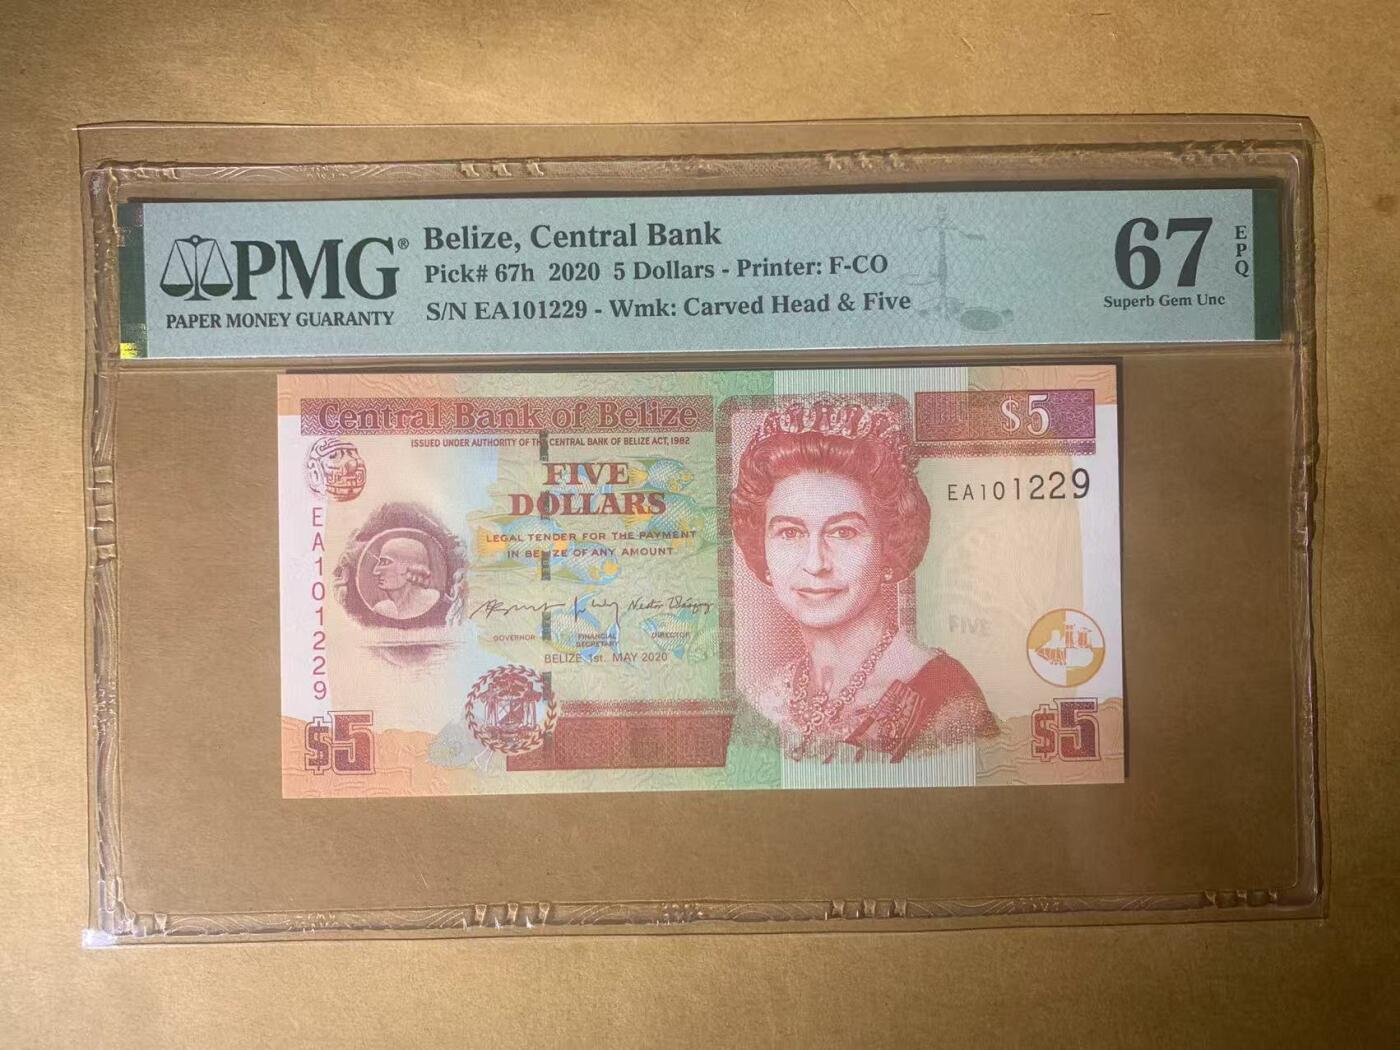 PMG®
PAPER MONEY GUARANTY
Belize, Central Bank
Pick# 67h 2020 5 Dollars - Printer: F-CO
S/N EA101229 - Wmk: Carved Head & Five
67
EPQ
Superb Gem Unc
Central Bank of Belize
$5
ISSUED UNDER AUTHORITY OF THE CENTRAL BANK OF BELIZE ACT, 1982
FIVE
DOLLARS
EA101229
LEGAL TENDER FOR THE PAYMENT
IN BELIZE OF ANY AMOUNT
EA101229
FIVE
GOVERNOR
FINANCIAL
SECRETARY
DIRECTOR
BELIZE 1st. MAY 2020
$5
$5